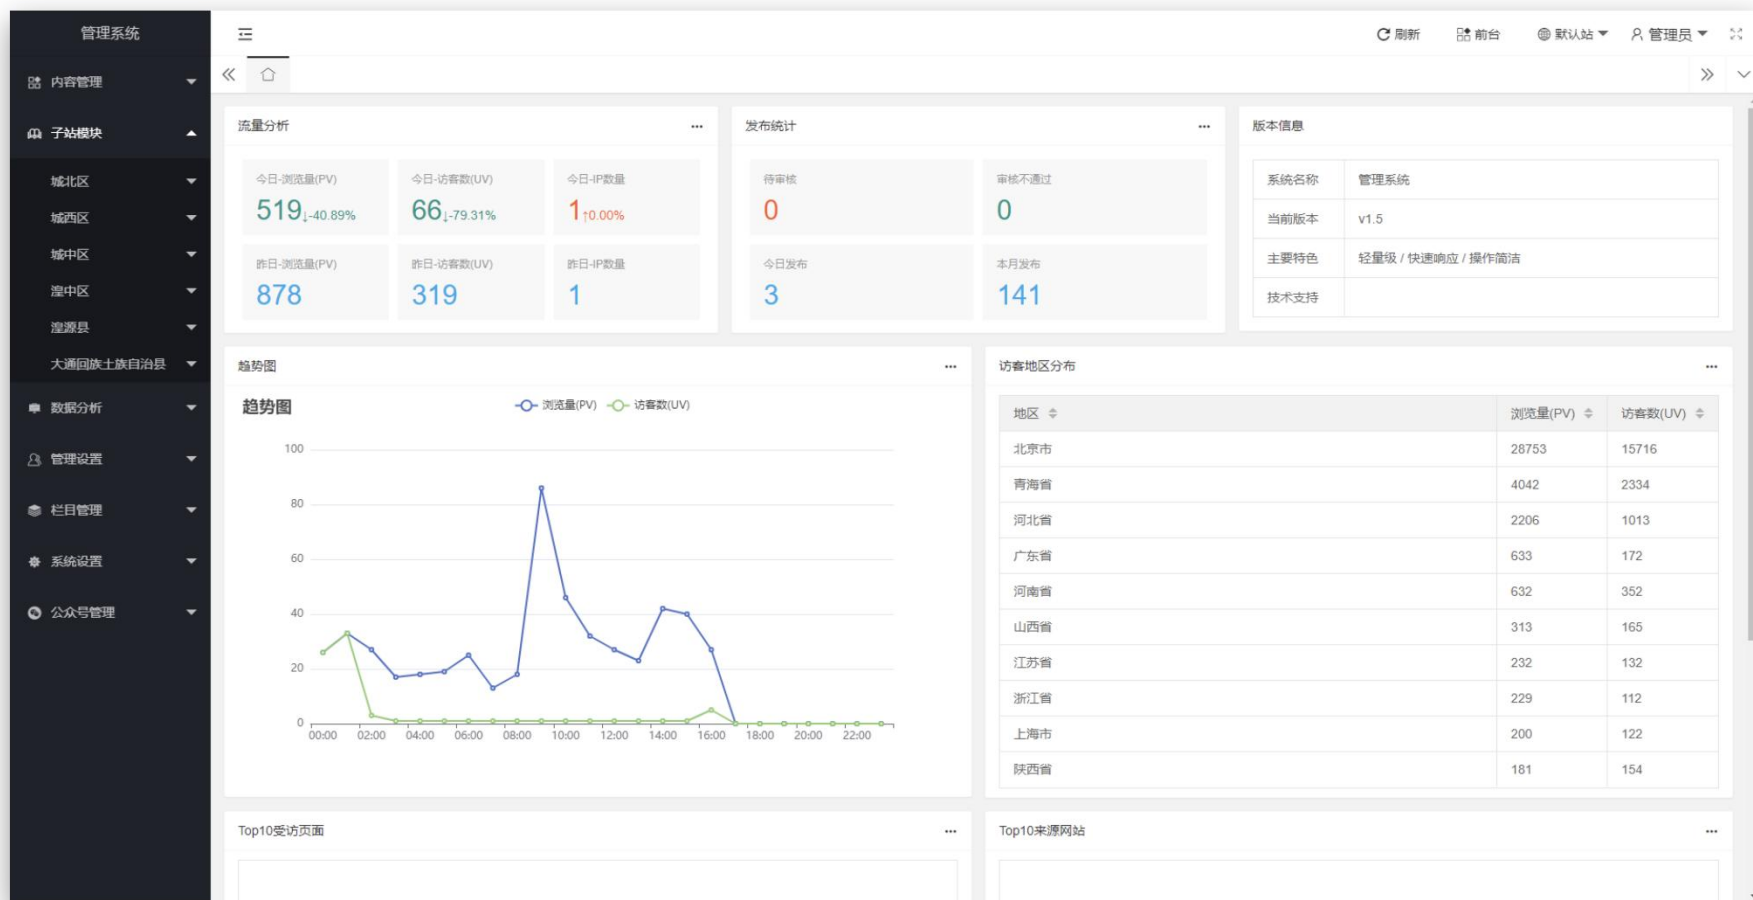 管理系统
刷新 前台 默认站 管理员
内容管理
子站模块
城北区
城西区
城中区
湟中区
湟源县
大通回族土族自治县
数据分析
管理设置
栏目管理
系统设置
公众号管理
流量分析
今日-浏览量(PV) 今日-访客数(UV) 今日-IP数量
519↓-40.89% 66↓-79.31% 1↑0.00%
昨日-浏览量(PV) 昨日-访客数(UV) 昨日-IP数量
878 319 1
发布统计
待审核 审核不通过
0 0
今日发布 本月发布
3 141
版本信息
系统名称 管理系统
当前版本 v1.5
主要特色 轻量级 / 快速响应 / 操作简洁
技术支持
趋势图
趋势图 浏览量(PV) 访客数(UV)
100
80
60
40
20
0
00:00 02:00 04:00 06:00 08:00 10:00 12:00 14:00 16:00 18:00 20:00 22:00
访客地区分布
地区 浏览量(PV) 访客数(UV)
北京市 28753 15716
青海省 4042 2334
河北省 2206 1013
广东省 633 172
河南省 632 352
山西省 313 165
江苏省 232 132
浙江省 229 112
上海市 200 122
陕西省 181 154
Top10受访页面
Top10来源网站